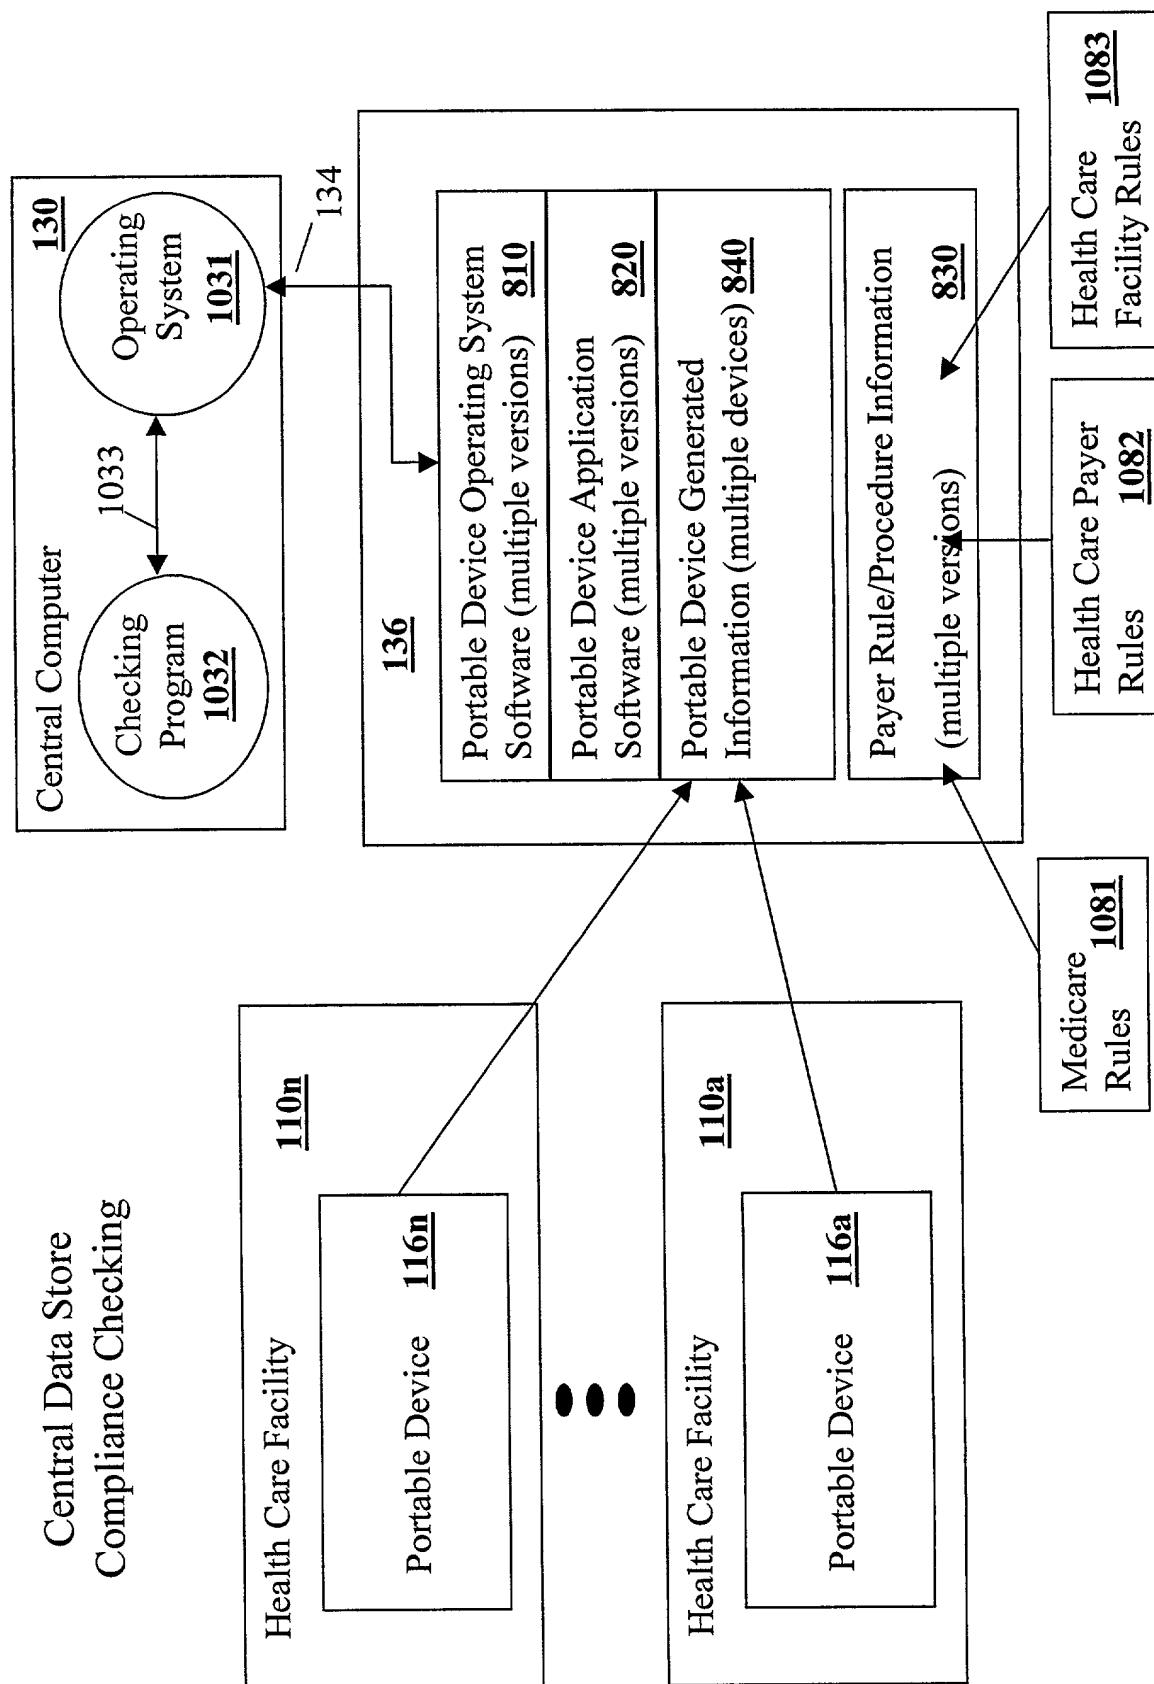 Central Data Store
Compliance Checking
Health Care Facility
110n
Portable Device
116n
Health Care Facility
110a
Portable Device
116a
Central Computer
130
Checking
Program
1032
1033
Operating
System
1031
134
136
Portable Device Operating System
Software (multiple versions) 810
Portable Device Application
Software (multiple versions) 820
Portable Device Generated
Information (multiple devices) 840
Payer Rule/Procedure Information
(multiple versions) 830
Medicare
Rules 1081
Health Care Payer
Rules 1082
Health Care 1083
Facility Rules